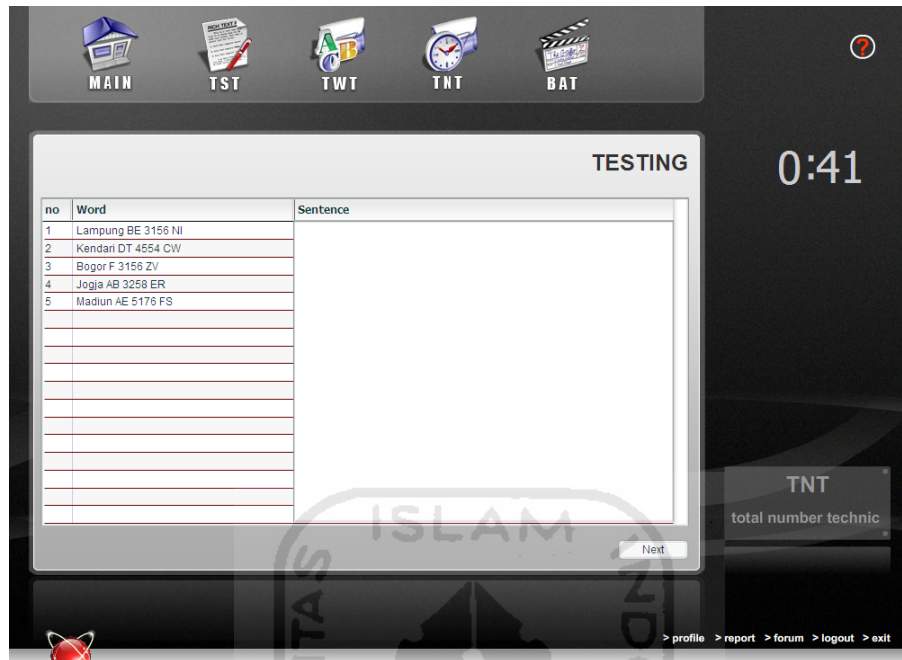 MAIN TST TWT TNT BAT
?
TESTING
0:41
no Word Sentence
1 Lampung BE 3156 NI
2 Kendari DT 4554 CW
3 Bogor F 3156 ZV
4 Jogja AB 3258 ER
5 Madiun AE 5176 FS
TNT
total number technic
ISLAM
Next
> profile > report > forum > logout > exit